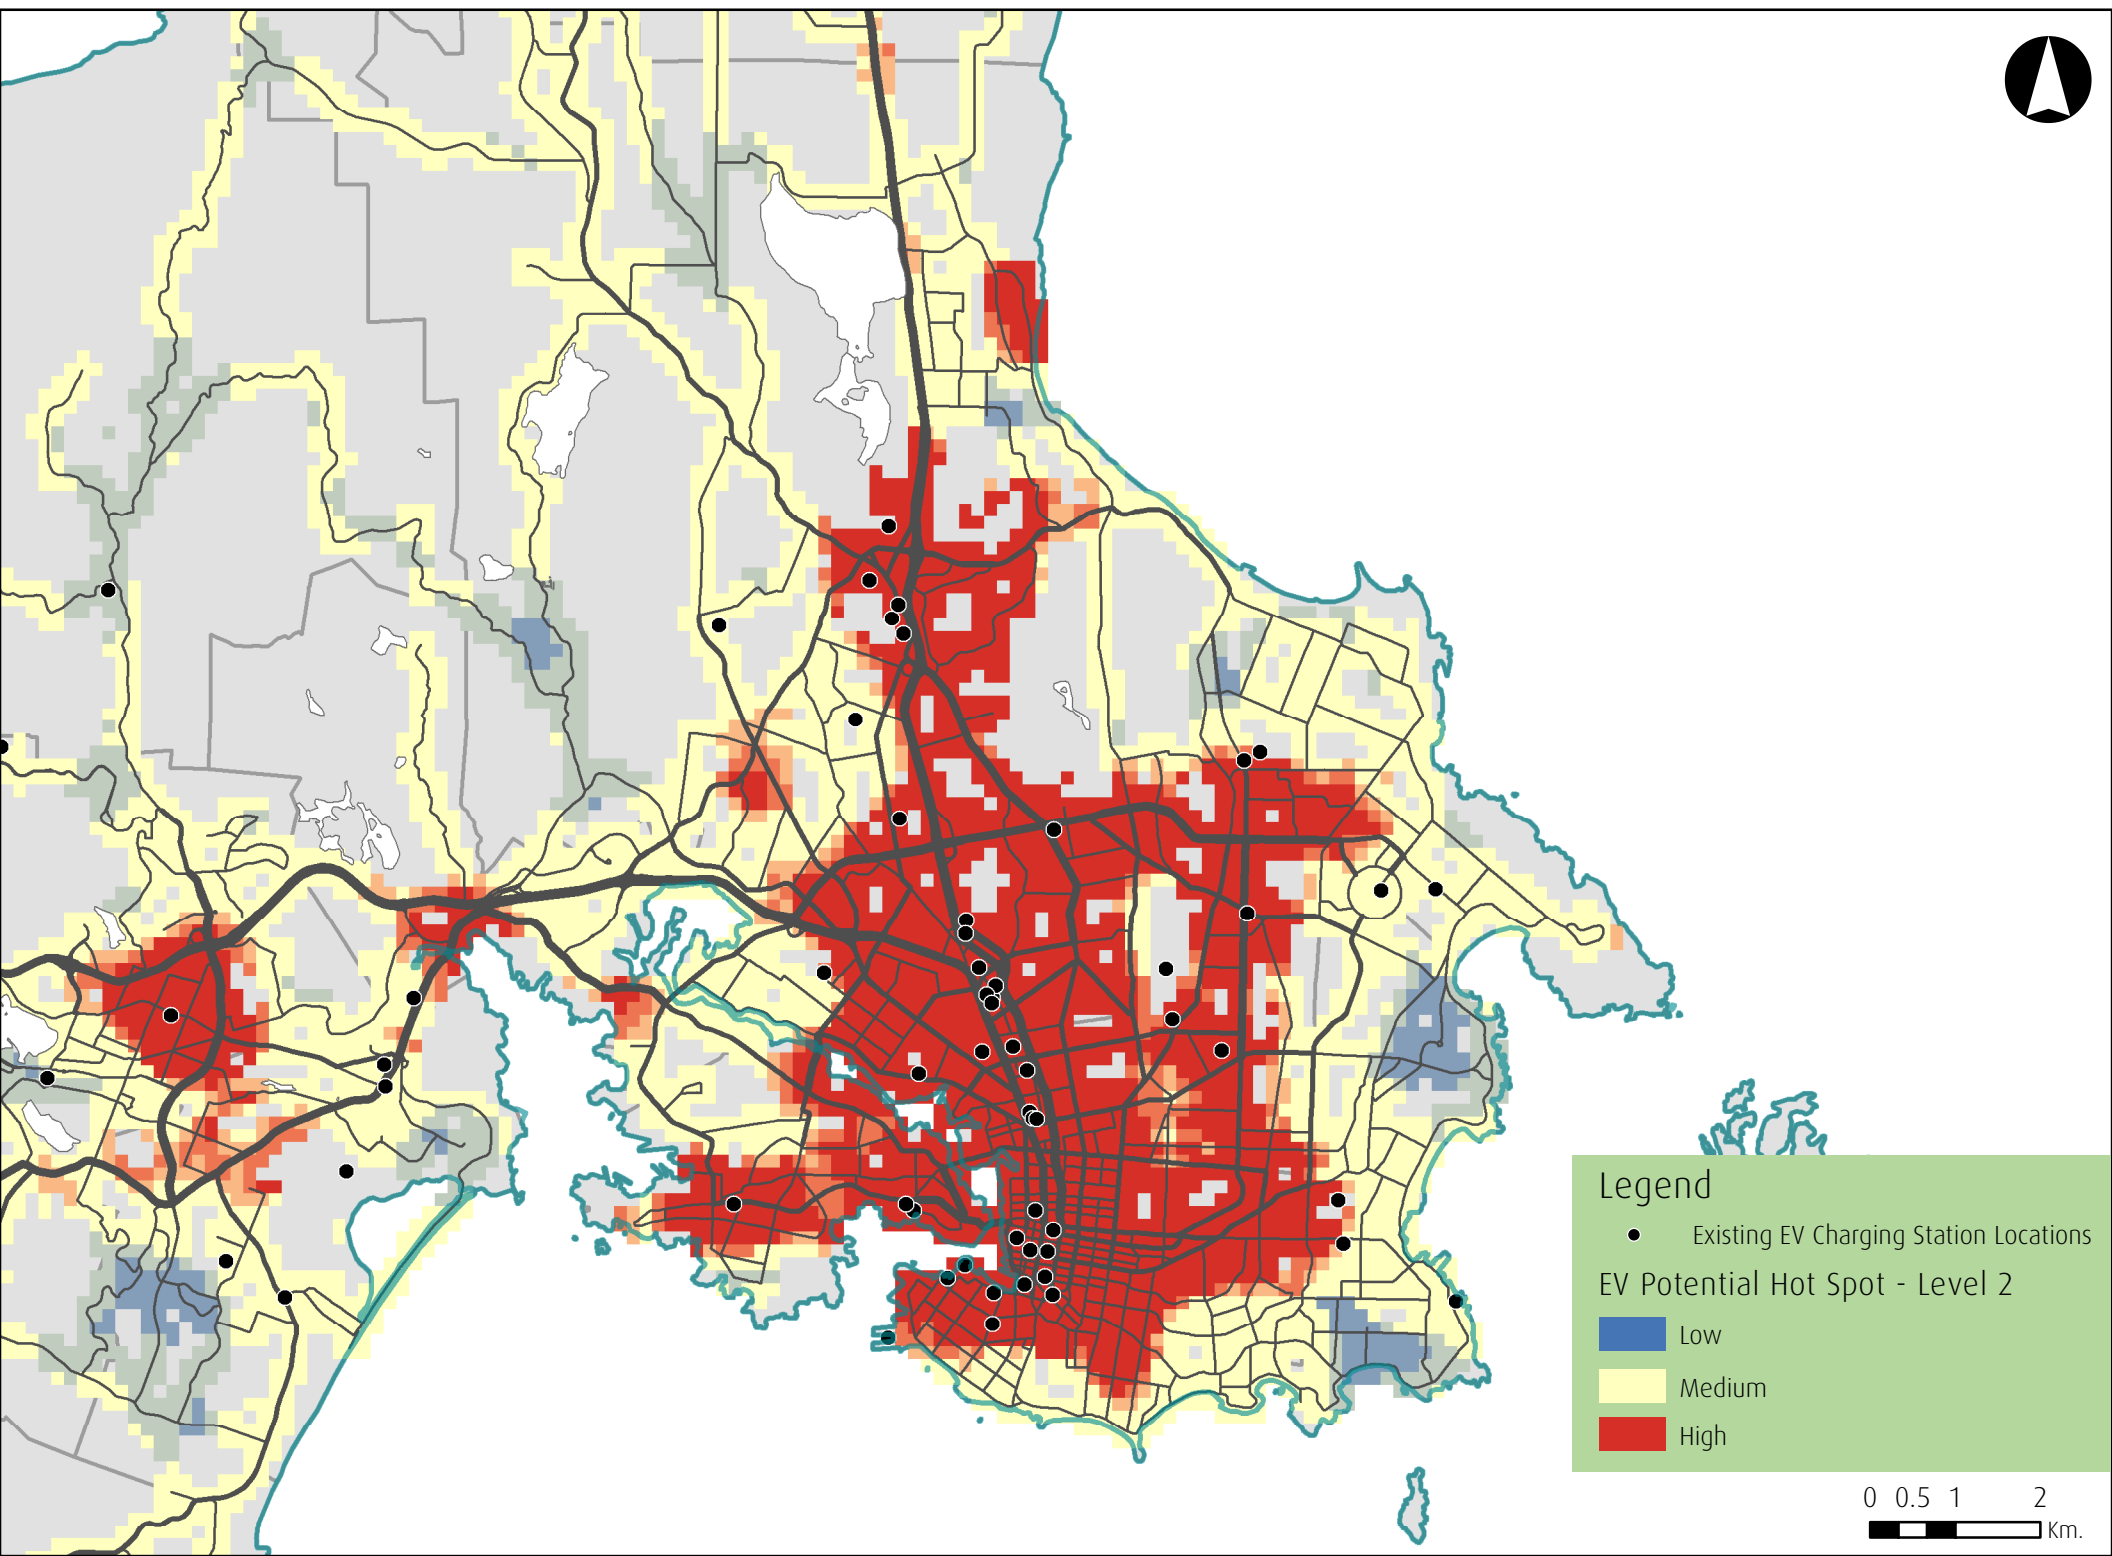 Legend
Existing EV Charging Station Locations
EV Potential Hot Spot - Level 2
Low
Medium
High
0 0.5 1 2
Km.